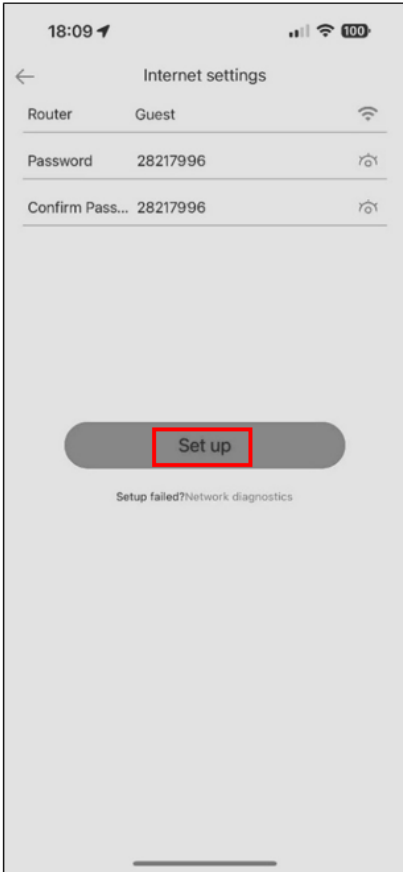 18:09 100
Internet settings
Router Guest
Password 28217996
Confirm Pass... 28217996
Set up
Setup failed?Network diagnostics